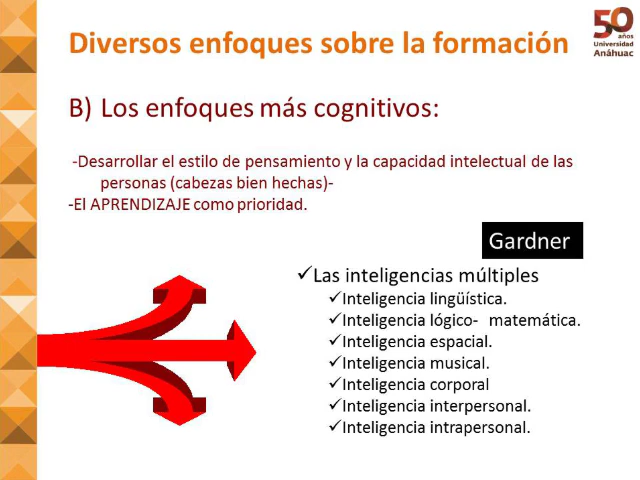 Diversos enfoques sobre la formación
50
años
Universidad
Anáhuac
B) Los enfoques más cognitivos:
-Desarrollar el estilo de pensamiento y la capacidad intelectual de las
personas (cabezas bien hechas)-
-El APRENDIZAJE como prioridad.
Gardner
✓Las inteligencias múltiples
✓Inteligencia lingüística.
✓Inteligencia lógico- matemática.
✓Inteligencia espacial.
✓Inteligencia musical.
✓Inteligencia corporal
✓Inteligencia interpersonal.
✓Inteligencia intrapersonal.